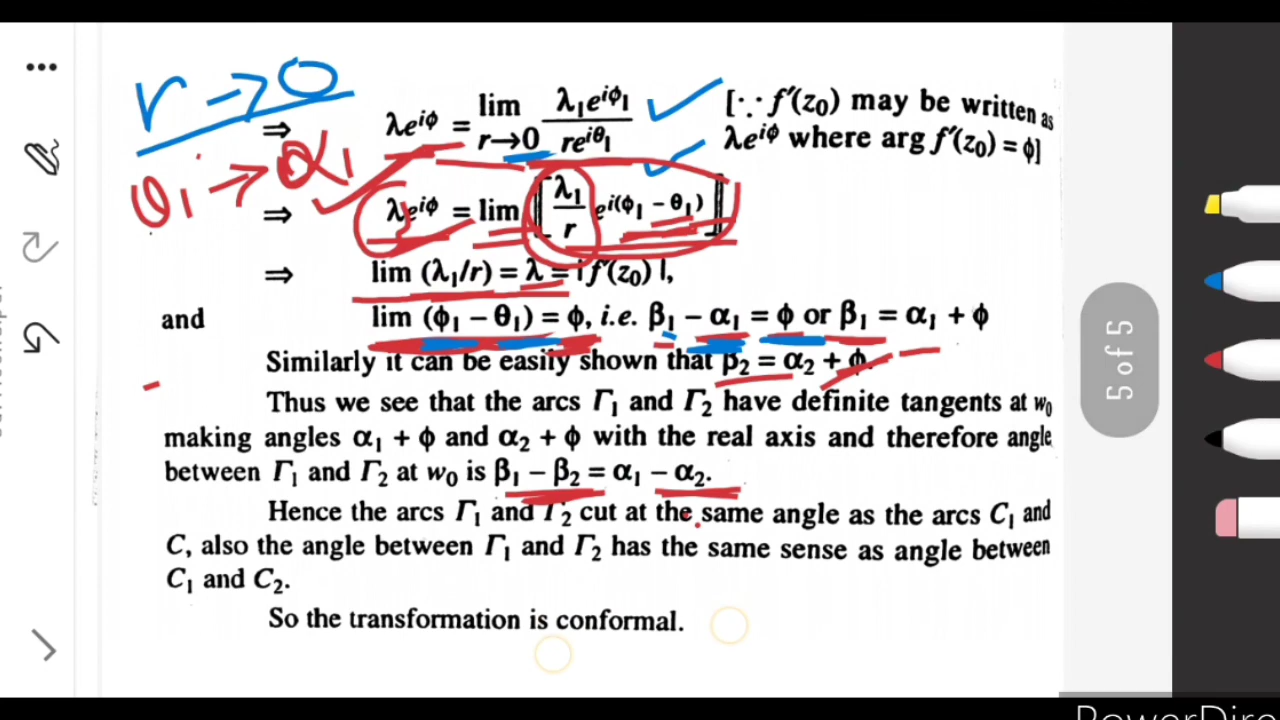 r → 0
⇒ λe^{iφ} = lim_{r→0} λ₁e^{iφ₁} / re^{iθ₁} [∵ f′(z₀) may be written as
λe^{iφ} where arg f′(z₀) = φ]
θ₁ → α₁
⇒ λe^{iφ} = lim [λ₁/r e^{i(φ₁ − θ₁)}]
⇒ lim (λ₁/r) = λ = | f′(z₀) |,
and lim (φ₁ − θ₁) = φ, i.e. β₁ − α₁ = φ or β₁ = α₁ + φ
Similarly it can be easily shown that β₂ = α₂ + φ.
Thus we see that the arcs Γ₁ and Γ₂ have definite tangents at w₀
making angles α₁ + φ and α₂ + φ with the real axis and therefore angle
between Γ₁ and Γ₂ at w₀ is β₁ − β₂ = α₁ − α₂.
Hence the arcs Γ₁ and Γ₂ cut at the same angle as the arcs C₁ and
C, also the angle between Γ₁ and Γ₂ has the same sense as angle between
C₁ and C₂.
So the transformation is conformal.
5 of 5